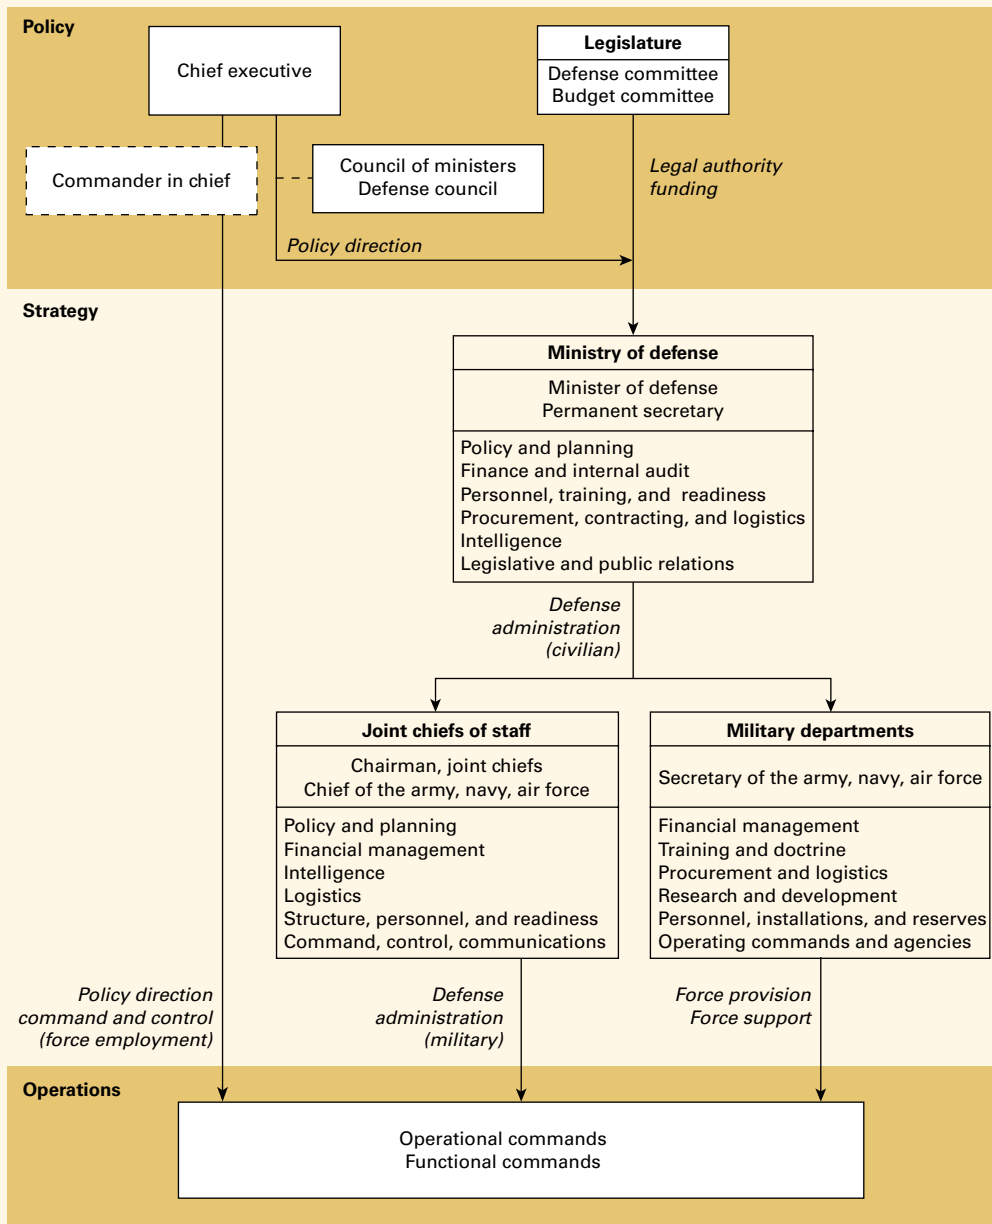 Policy
Chief executive
Legislature
Defense committee
Budget committee
Commander in chief
Council of ministers
Defense council
Legal authority
funding
Policy direction
Strategy
Ministry of defense
Minister of defense
Permanent secretary
Policy and planning
Finance and internal audit
Personnel, training, and readiness
Procurement, contracting, and logistics
Intelligence
Legislative and public relations
Defense
administration
(civilian)
Joint chiefs of staff
Chairman, joint chiefs
Chief of the army, navy, air force
Policy and planning
Financial management
Intelligence
Logistics
Structure, personnel, and readiness
Command, control, communications
Military departments
Secretary of the army, navy, air force
Financial management
Training and doctrine
Procurement and logistics
Research and development
Personnel, installations, and reserves
Operating commands and agencies
Policy direction
command and control
(force employment)
Defense
administration
(military)
Force provision
Force support
Operations
Operational commands
Functional commands